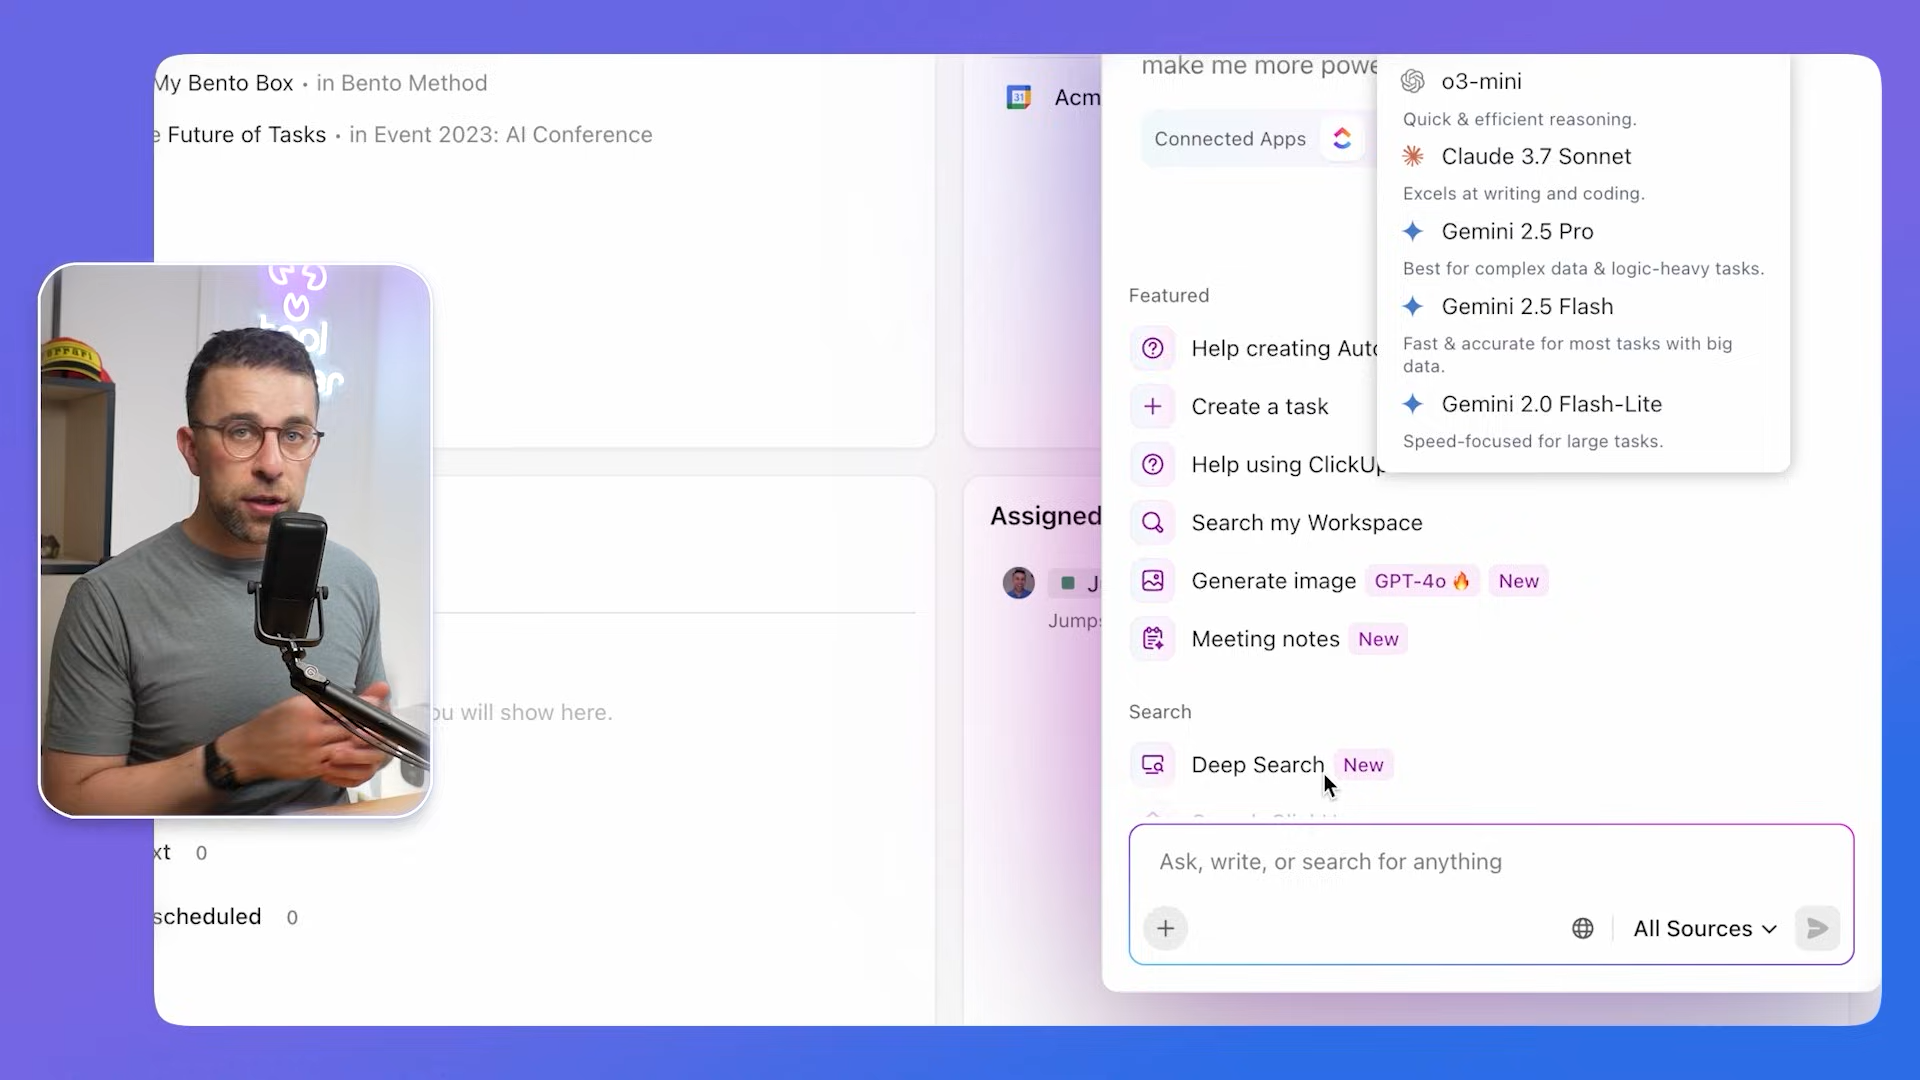 My Bento Box • in Bento Method
e Future of Tasks • in Event 2023: AI Conference
Ferrari
ou will show here.
xt 0
scheduled 0
Acm
Assigned
J
Jump
make me more powe
Connected Apps
Featured
Help creating Auto
Create a task
Help using ClickUp
Search my Workspace
Generate image GPT-4o 🔥 New
Meeting notes New
Search
Deep Search New
Ask, write, or search for anything
All Sources
o3-mini
Quick & efficient reasoning.
Claude 3.7 Sonnet
Excels at writing and coding.
Gemini 2.5 Pro
Best for complex data & logic-heavy tasks.
Gemini 2.5 Flash
Fast & accurate for most tasks with big
data.
Gemini 2.0 Flash-Lite
Speed-focused for large tasks.